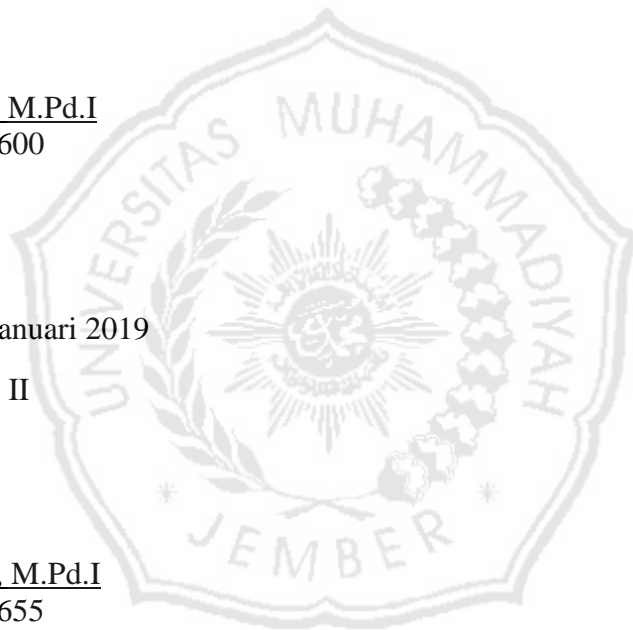 , M.Pd.I
600
anuari 2019
II
, M.Pd.I
655
UNIVERSITAS MUHAMMADIYAH
JEMBER